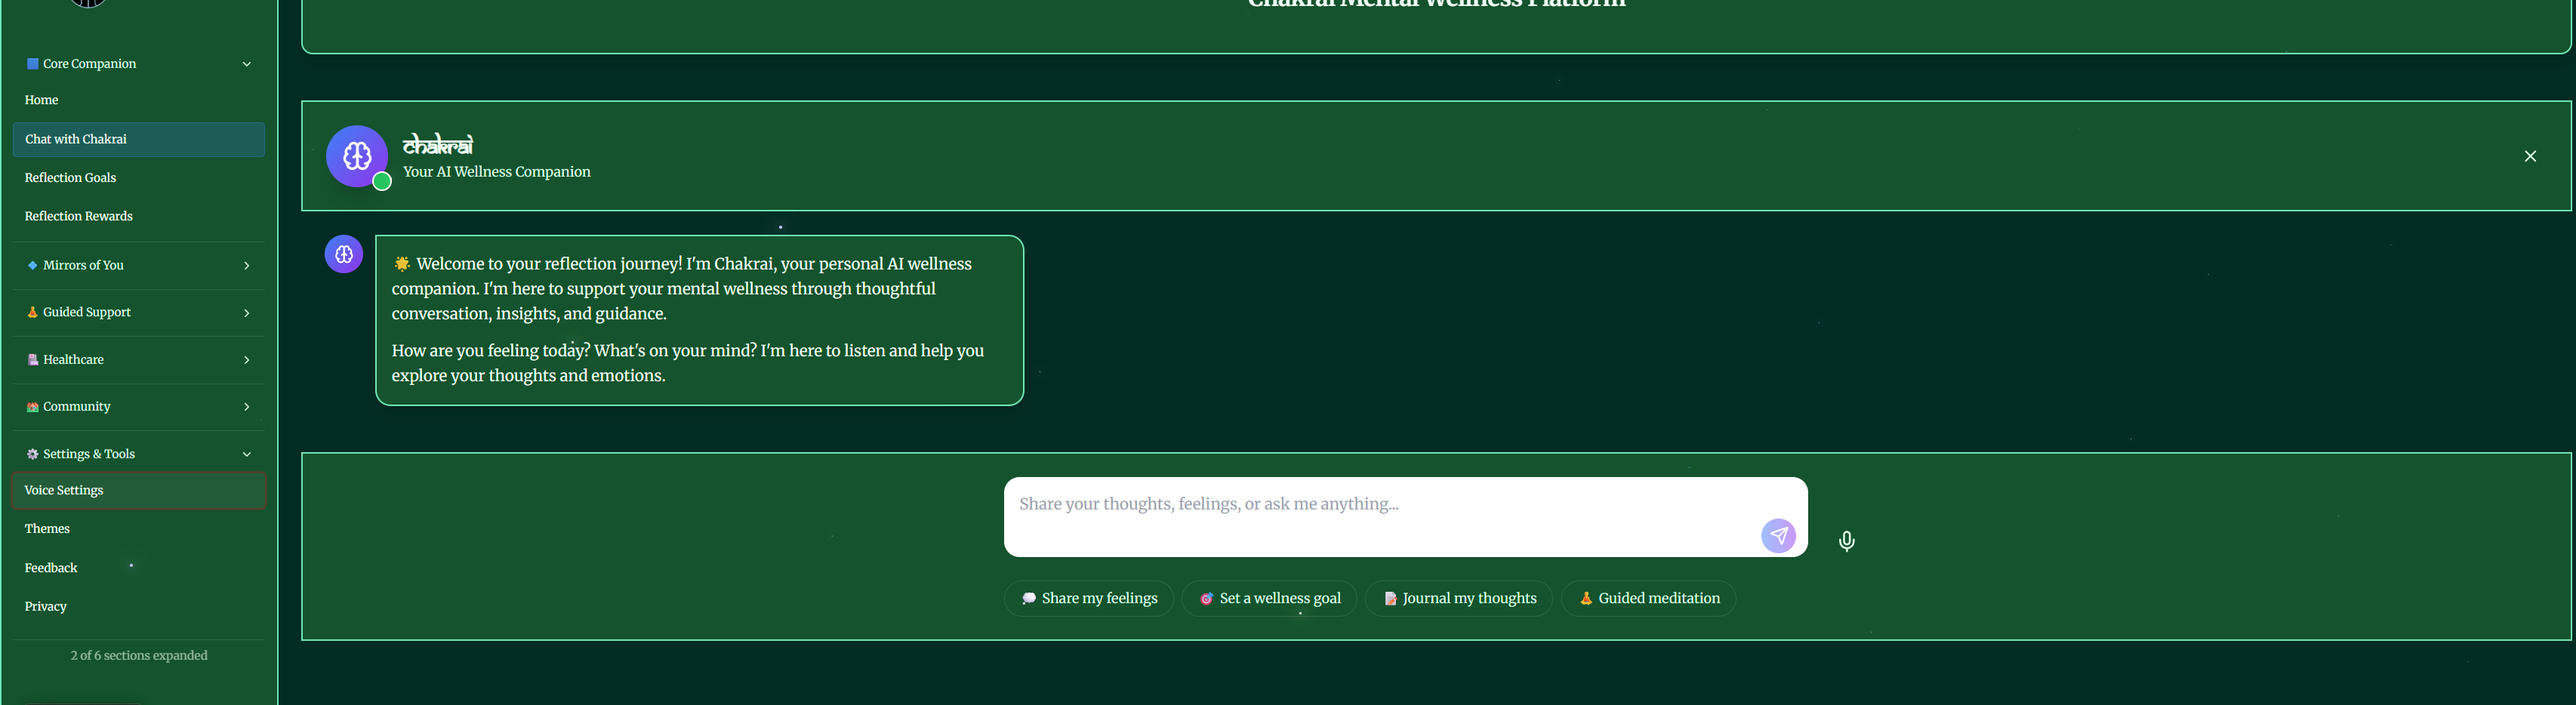 Chakrai Mental Wellness Platform
Core Companion
Home
Chat with Chakrai
Reflection Goals
Reflection Rewards
Mirrors of You
Guided Support
Healthcare
Community
Settings & Tools
Voice Settings
Themes
Feedback
Privacy
2 of 6 sections expanded
chakrai
Your AI Wellness Companion
🌟 Welcome to your reflection journey! I'm Chakrai, your personal AI wellness
companion. I'm here to support your mental wellness through thoughtful
conversation, insights, and guidance.
How are you feeling today? What's on your mind? I'm here to listen and help you
explore your thoughts and emotions.
Share your thoughts, feelings, or ask me anything...
Share my feelings
Set a wellness goal
Journal my thoughts
Guided meditation